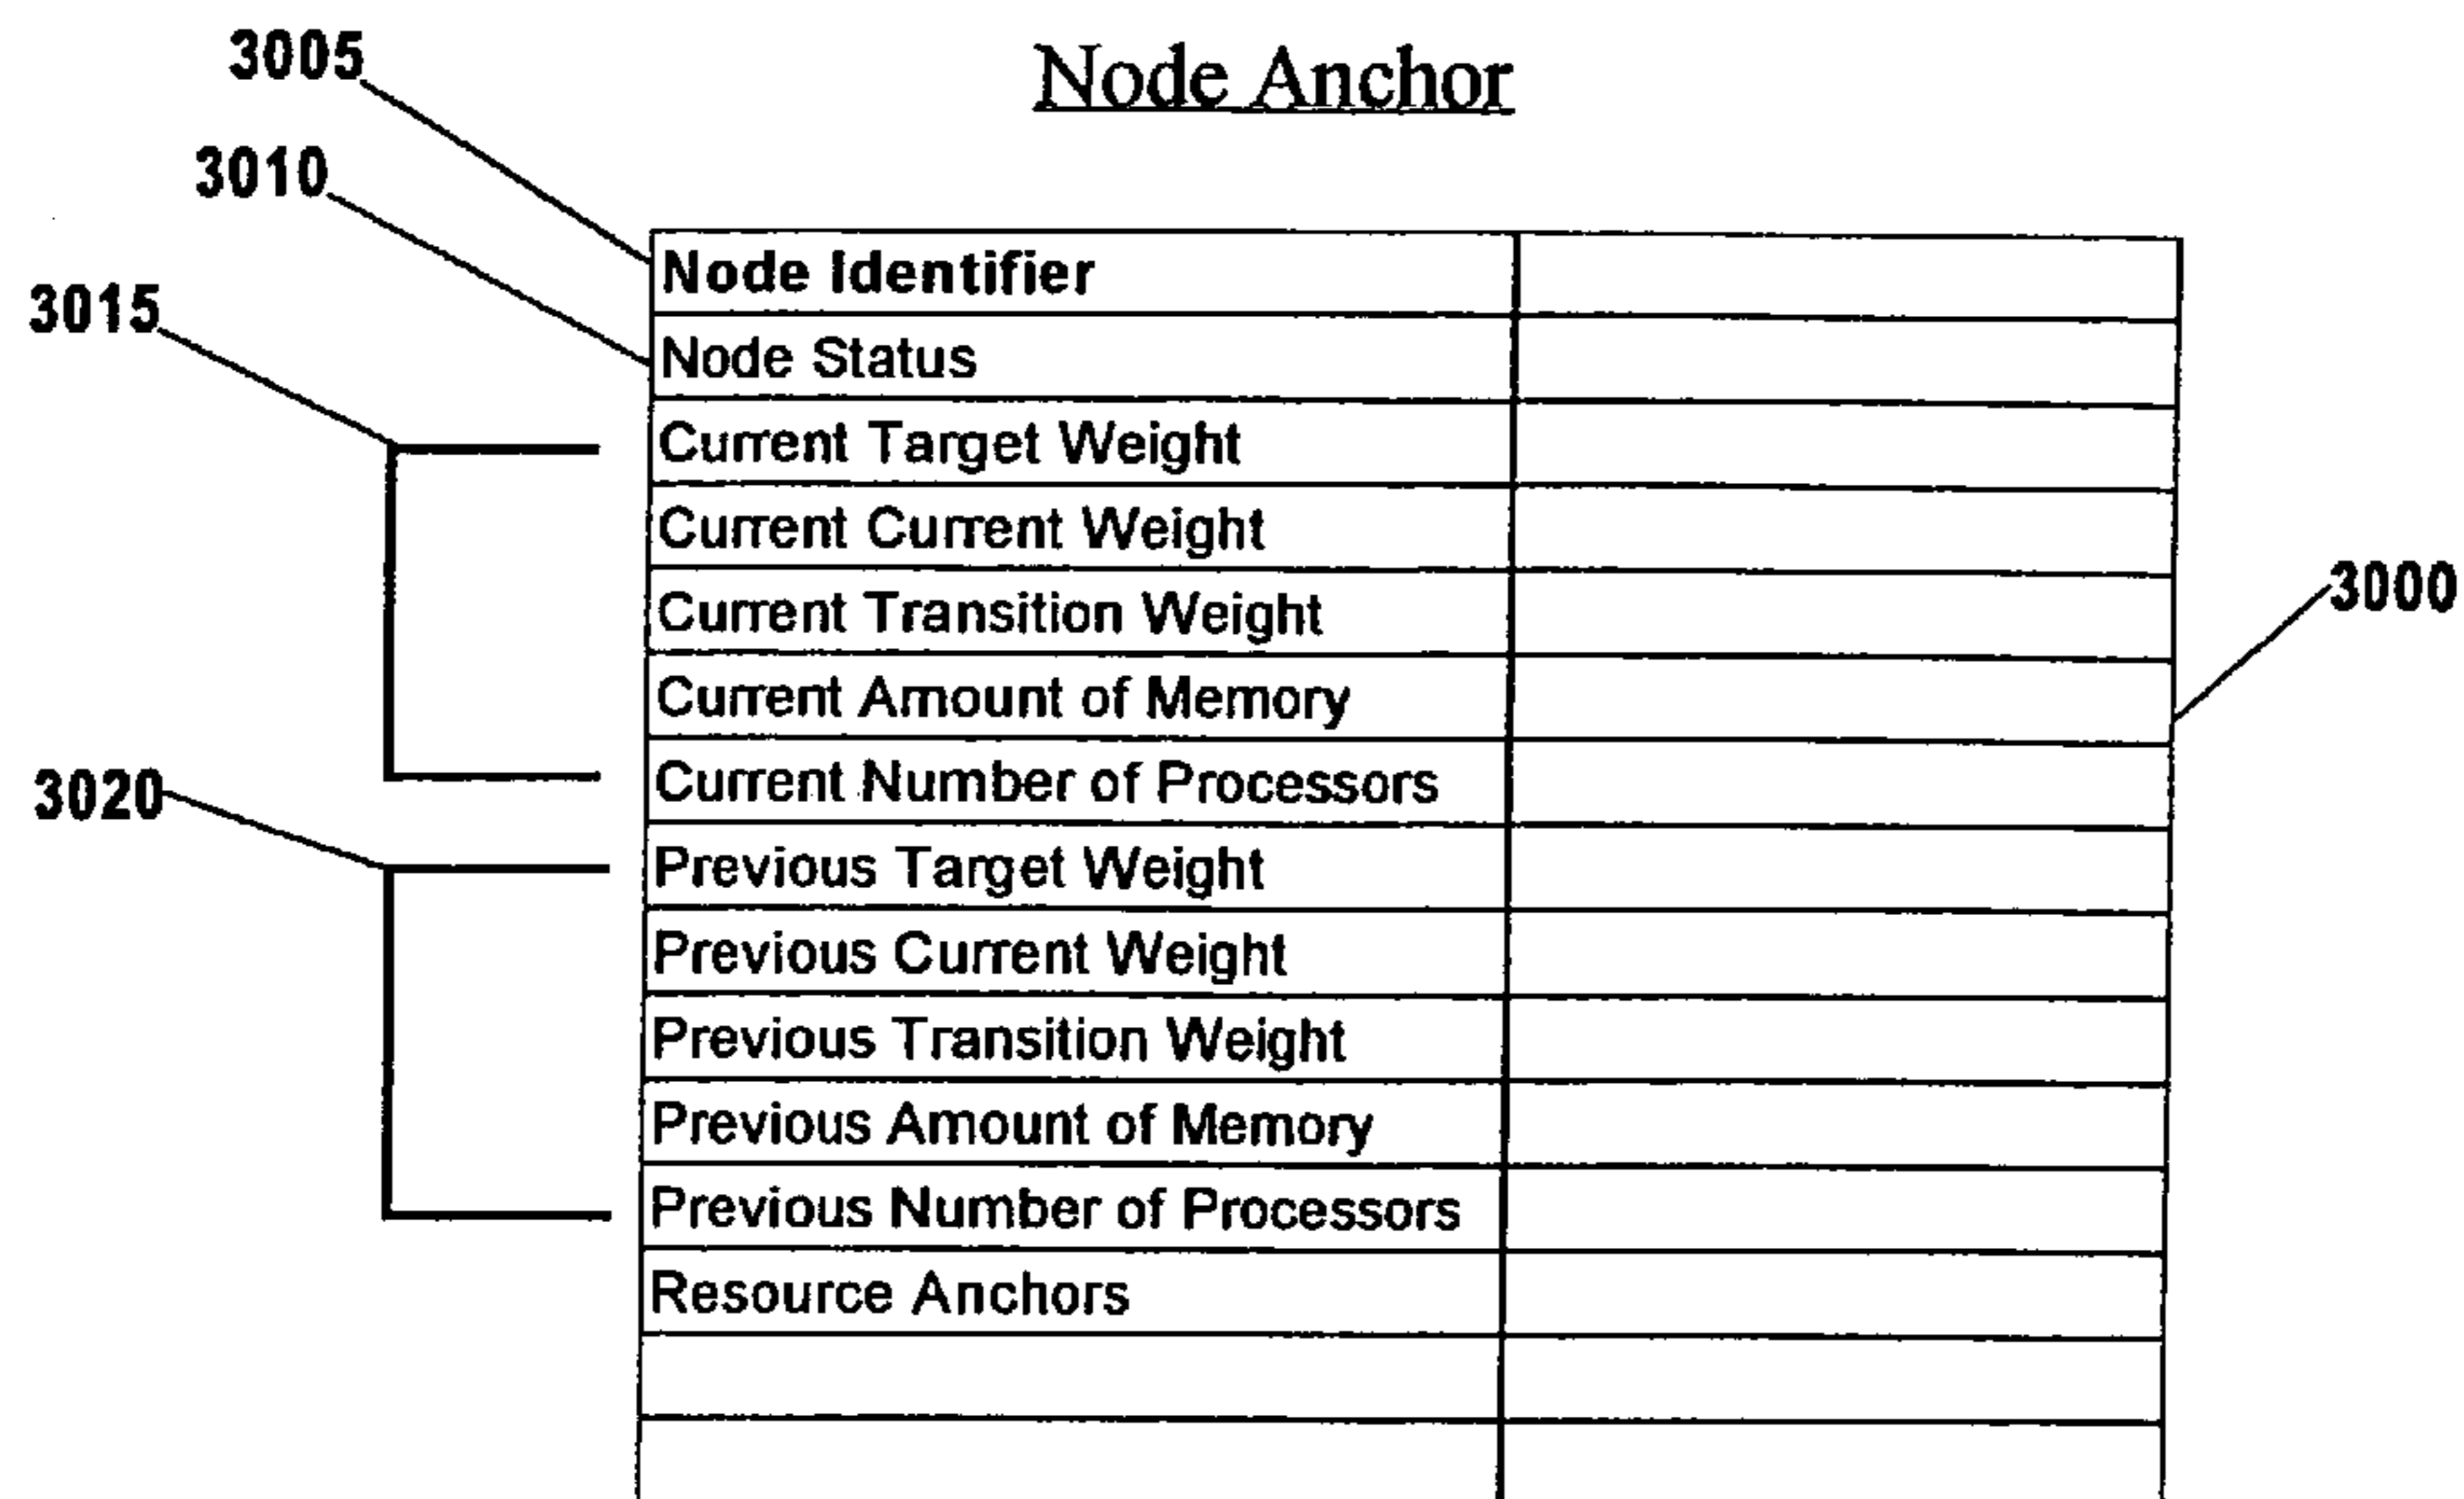 Node Anchor
3005
3010
3015
3020
3000
Node Identifier
Node Status
Current Target Weight
Current Current Weight
Current Transition Weight
Current Amount of Memory
Current Number of Processors
Previous Target Weight
Previous Current Weight
Previous Transition Weight
Previous Amount of Memory
Previous Number of Processors
Resource Anchors